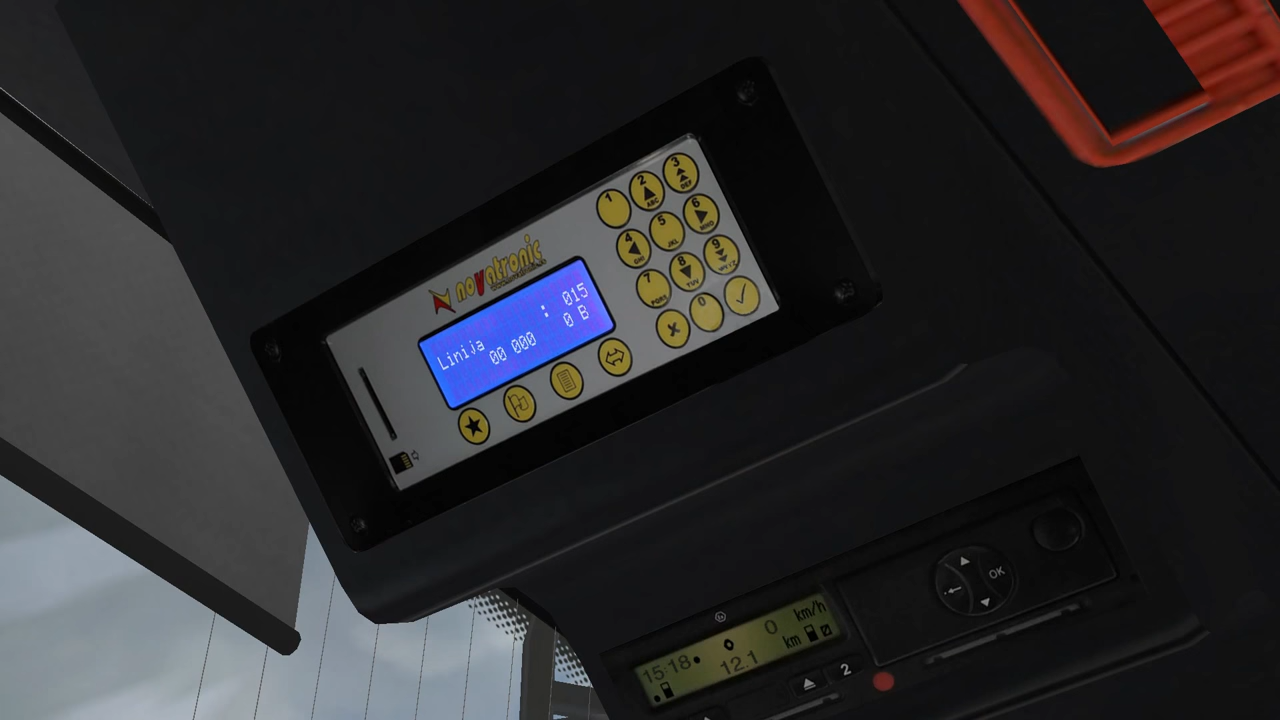 novatronic
Linija : 015
00 000 0 B
1
2
ABC
3
DEF
4
GHI
5
JKL
6
MNO
7
PQRS
8
TUV
9
WXYZ
0
15:18 0 km/h
12.1 km
2
OK